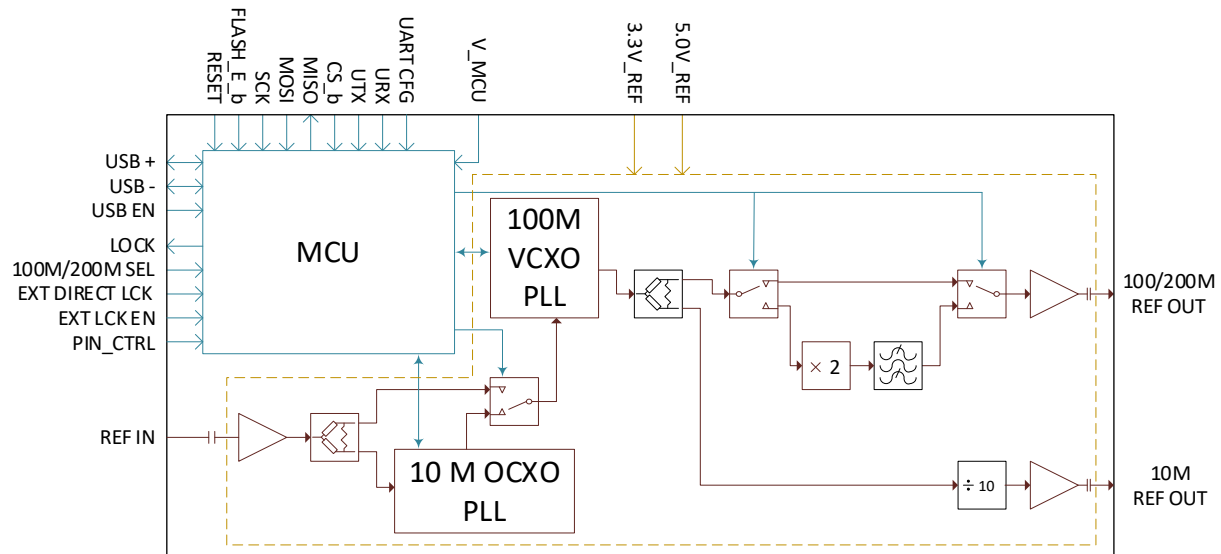 RESET
FLASH_E_b
SCK
MOSI
MISO
CS_b
UTX
URX
UART CFG
V_MCU
3.3V_REF
5.0V_REF
USB +
USB -
USB EN
LOCK
100M/200M SEL
EXT DIRECT LCK
EXT LCK EN
PIN_CTRL
REF IN
MCU
100M
VCXO
PLL
10 M OCXO
PLL
× 2
÷ 10
100/200M
REF OUT
10M
REF OUT